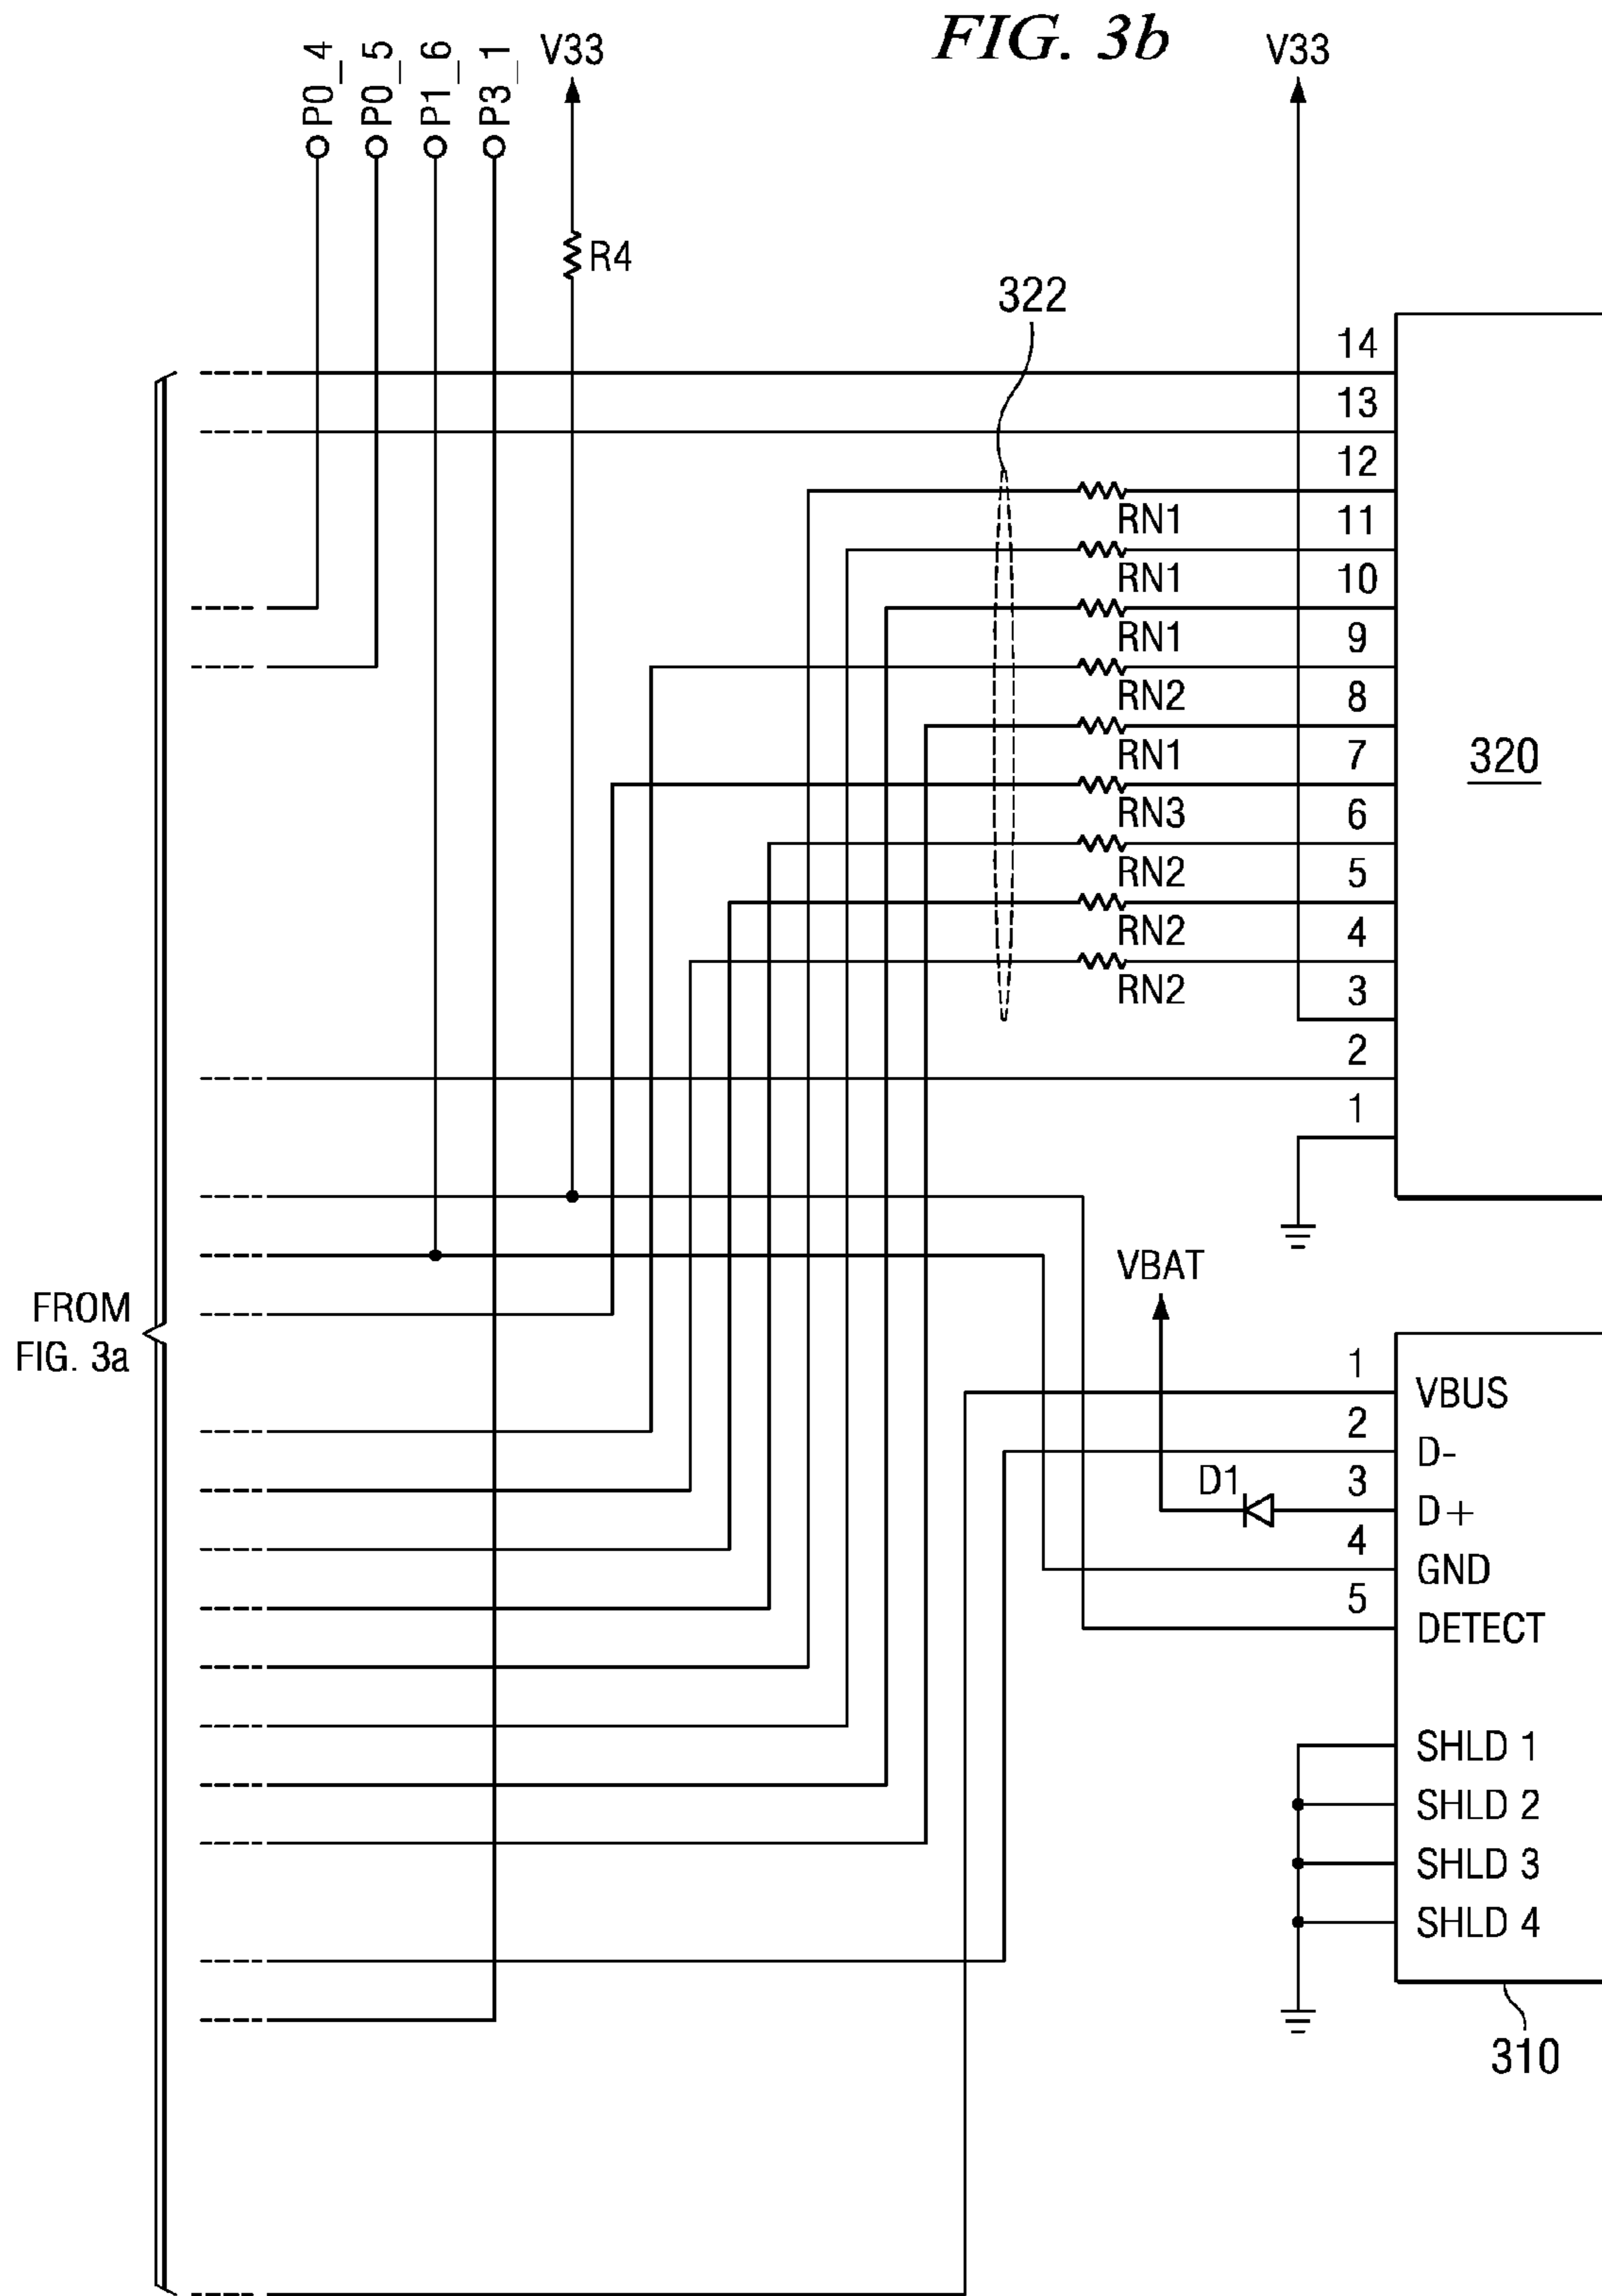 FIG. 3b
P0_4
P0_5
P1_6
P3_1
V33
V33
R4
322
14
13
12
RN1
11
RN1
10
RN1
9
RN2
8
RN1
7
RN3
6
RN2
5
RN2
4
RN2
3
2
1
320
FROM
FIG. 3a
VBAT
D1
1
VBUS
2
D-
3
D+
4
GND
5
DETECT
SHLD 1
SHLD 2
SHLD 3
SHLD 4
310